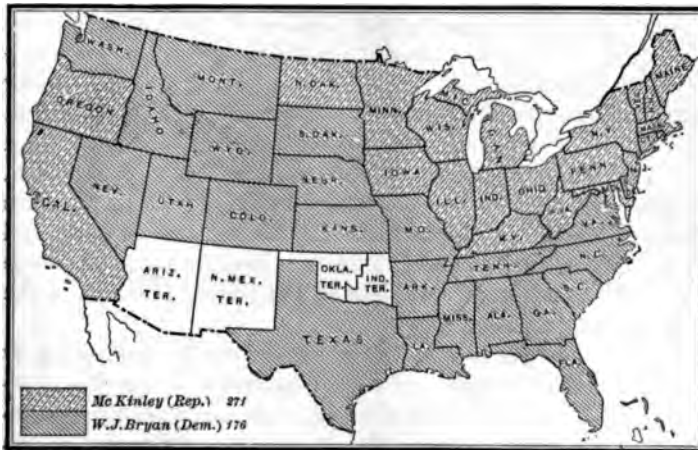 WASH.
MONT.
N. DAK.
MINN.
OREGON
IDAHO
S. DAK.
WIS.
N.Y.
MAINE
WYO.
MASS.
NEBR.
IOWA
PENN.
NEV.
UTAH
COLO.
KANS.
MO.
ILL.
IND.
OHIO
W.VA.
VA.
KY.
ARIZ.
TER.
N. MEX.
TER.
OKLA.
TER.
IND.
TER.
ARK.
TENN.
N.C.
S.C.
TEXAS
LA.
MISS.
ALA.
GA.
FLA.
CAL.
McKinley (Rep.) 271
W.J. Bryan (Dem.) 176